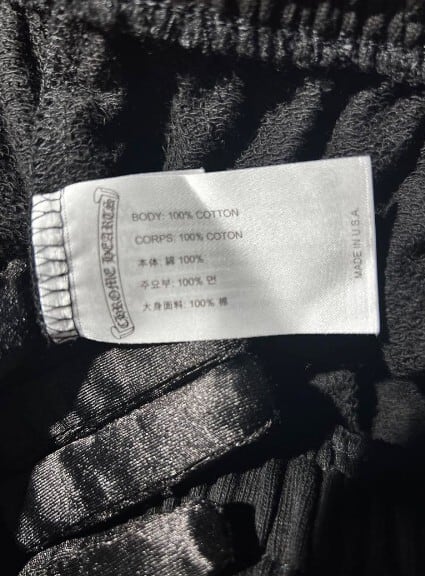 CHROME HEARTS
BODY: 100% COTTON
CORPS: 100% COTON
本体: 綿 100%
주요부: 100% 면
大身面料: 100% 棉
MADE IN U.S.A.